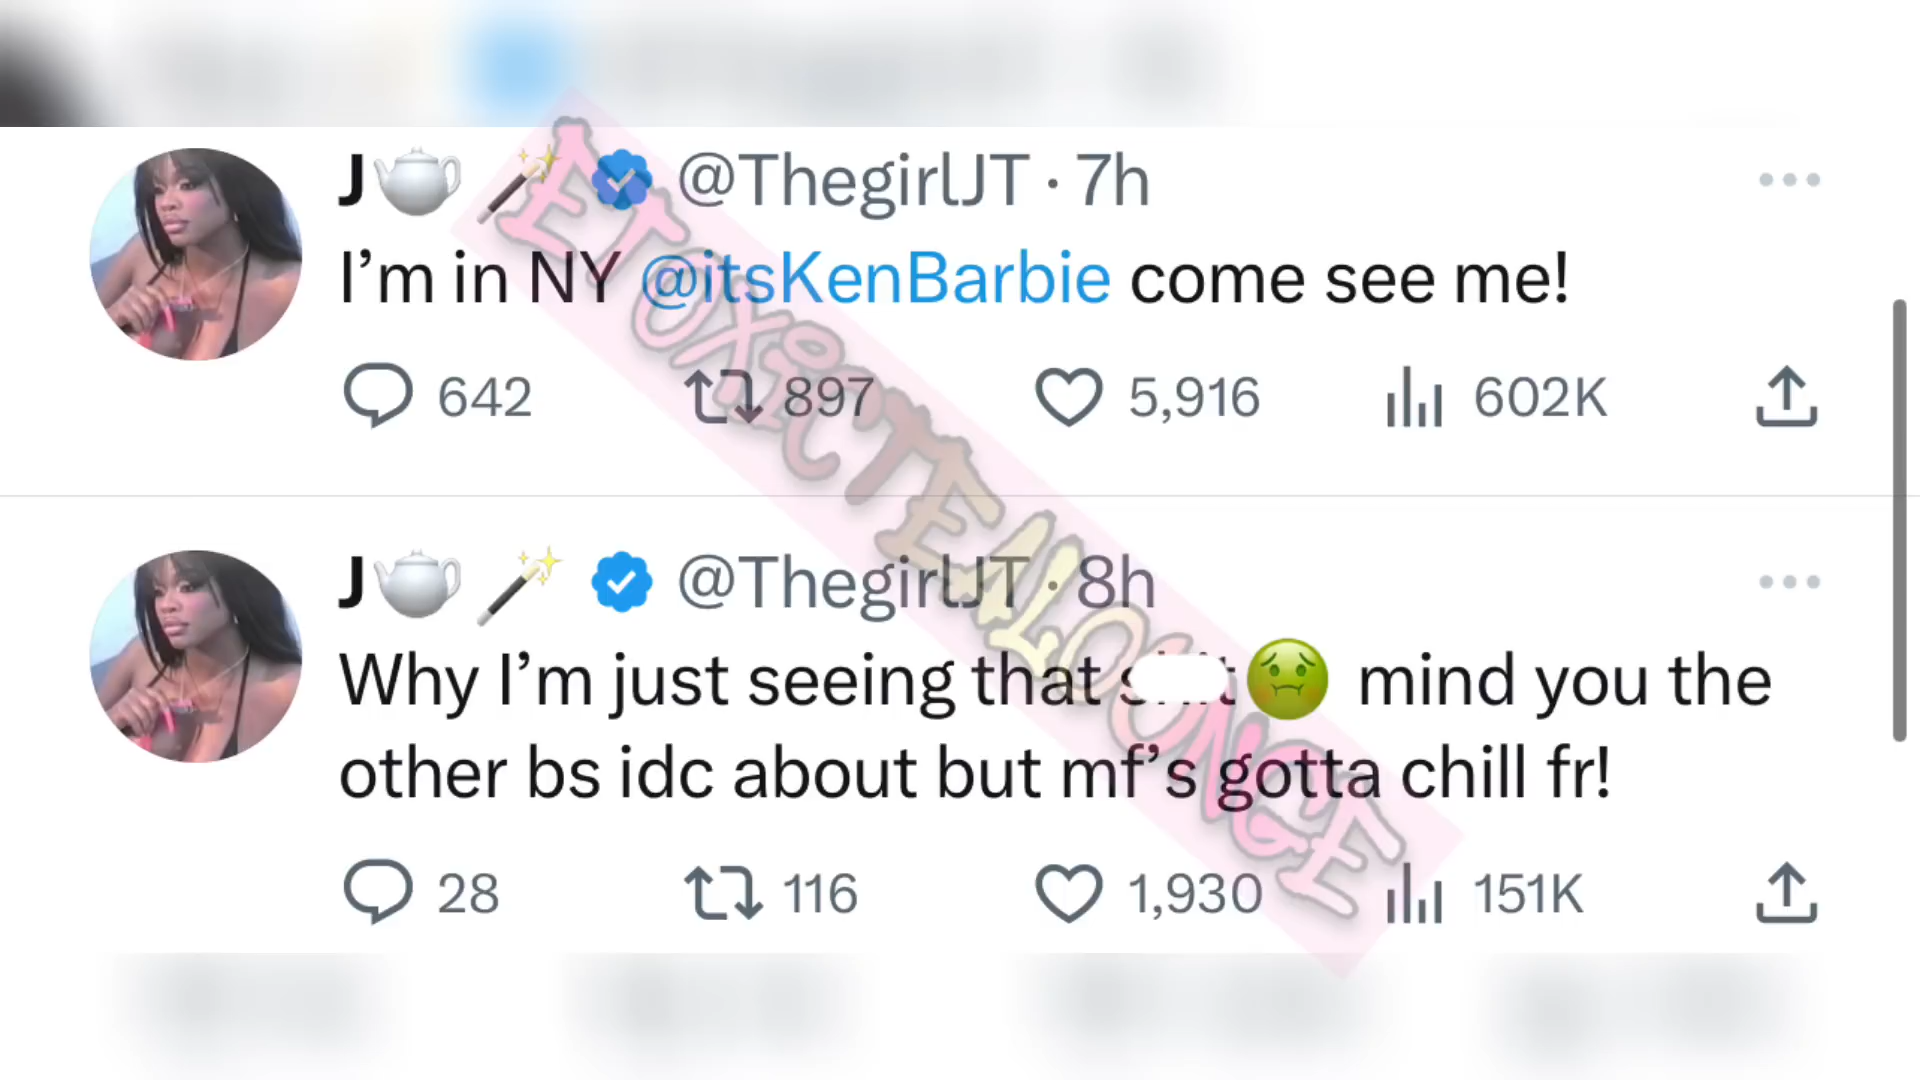 J🫖 🪄 @ThegirlJT · 7h
I’m in NY @itsKenBarbie come see me!
642 897 5,916 602K
J🫖 🪄 @ThegirlJT · 8h
Why I’m just seeing that 🤢 mind you the
other bs idc about but mf’s gotta chill fr!
28 116 1,930 151K
ETOXICTEALOUNGE